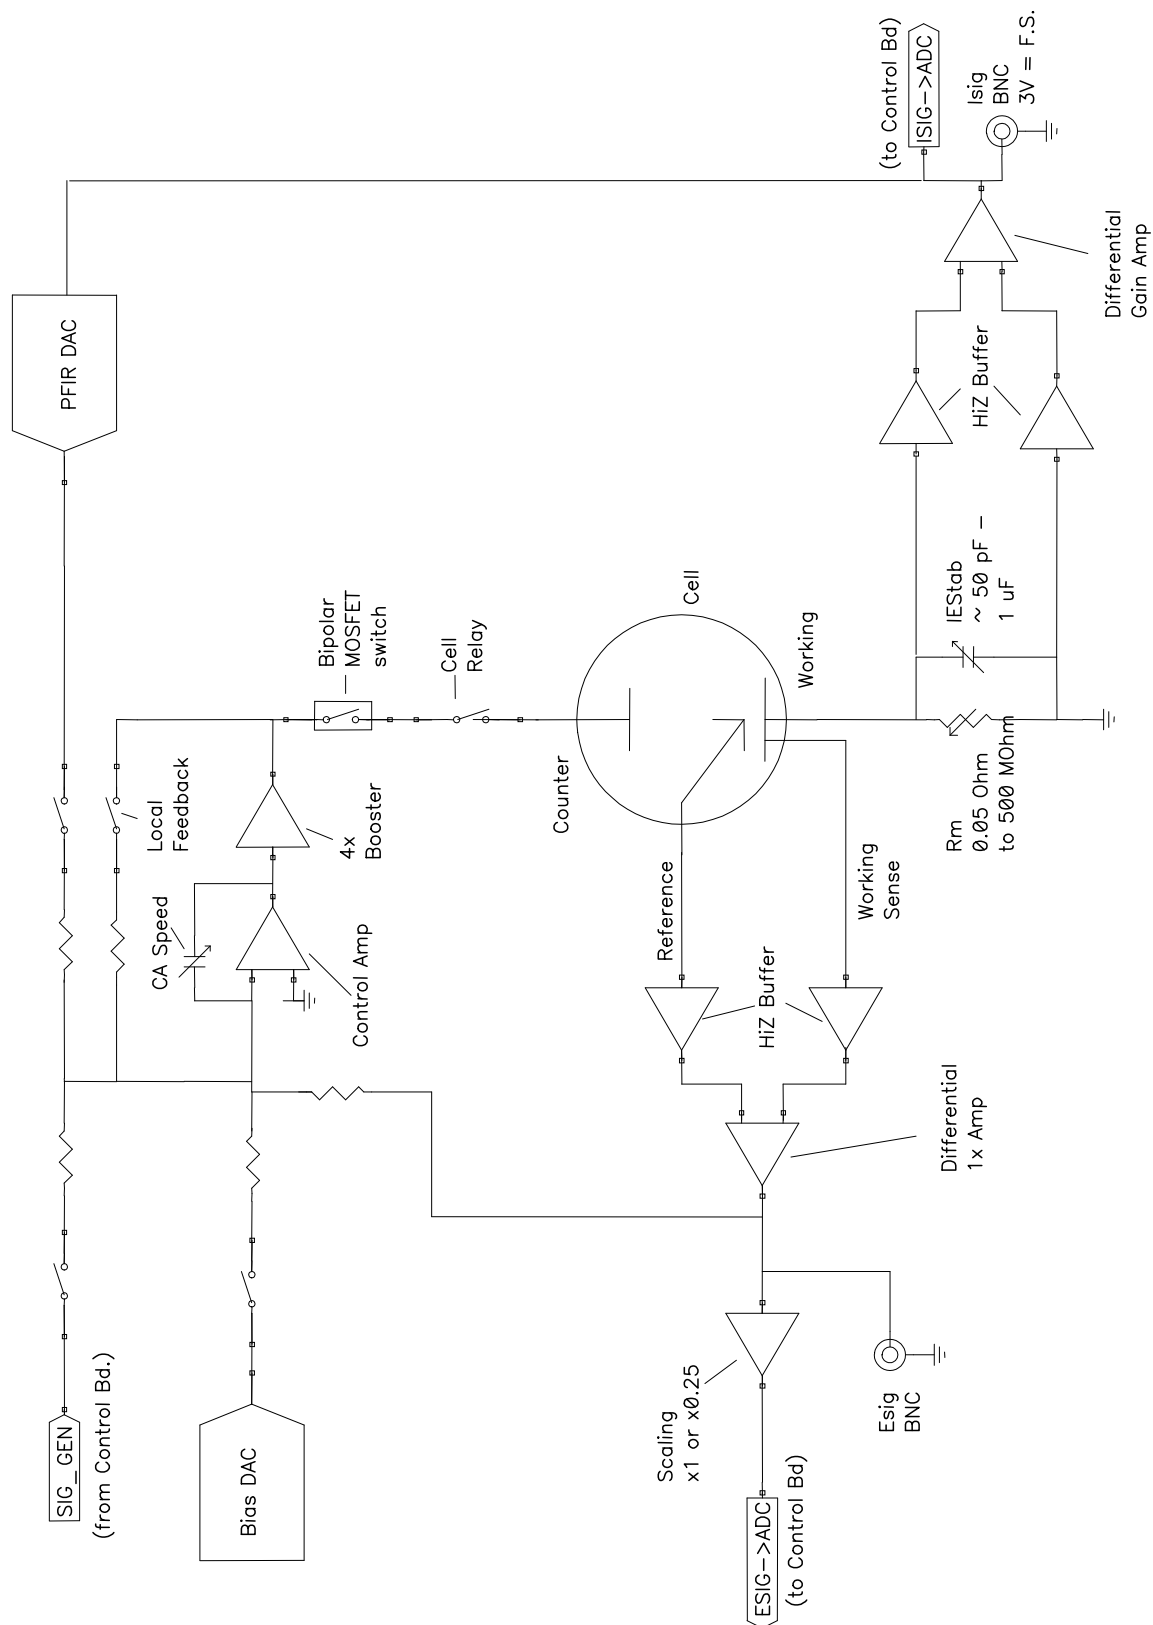 SIG_GEN
(from Control Bd.)
Bias DAC
PFIR DAC
Local
Feedback
CA Speed
Control Amp
4x
Booster
Bipolar
MOSFET
switch
Cell
Relay
Counter
Cell
Reference
Working
Working
Sense
HiZ Buffer
Differential
1x Amp
Scaling
x1 or x0.25
ESIG->ADC
(to Control Bd)
Esig
BNC
Rm
0.05 Ohm
to 500 MOhm
IEStab
~ 50 pF -
1 uF
HiZ Buffer
Differential
Gain Amp
(to Control Bd)
ISIG->ADC
Isig
BNC
3V = F.S.